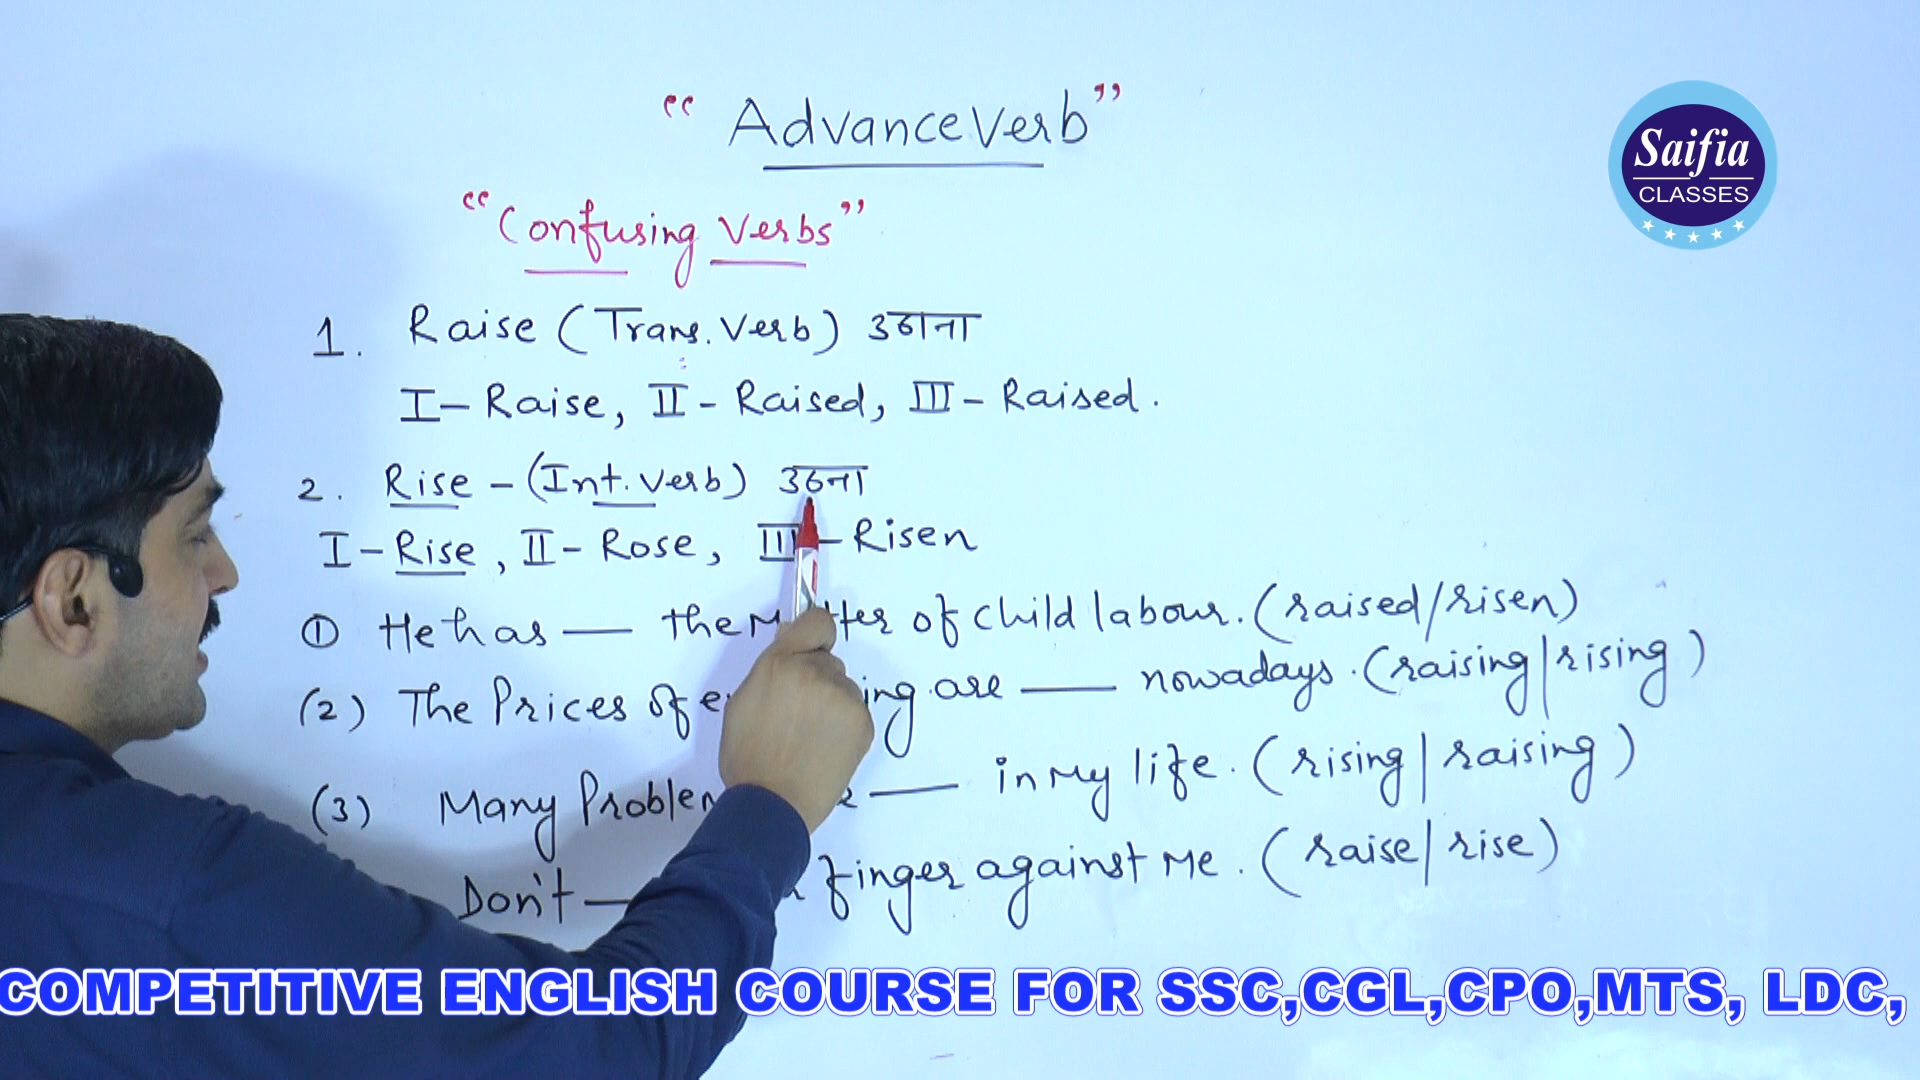 “Advance Verb”
Saifia
CLASSES
“Confusing Verbs”
1. Raise (Trans. Verb) उठाना
I - Raise, II - Raised, III - Raised.
2. Rise - (Int. Verb) उठना
I - Rise, II - Rose, III - Risen
① He has — the of child labour. (raised/risen)
(2) The Prices of are — nowadays. (raising|rising)
(3) Many — in My life. (rising|raising)
Don't — finger against Me. (raise|rise)
COMPETITIVE ENGLISH COURSE FOR SSC,CGL,CPO,MTS, LDC,